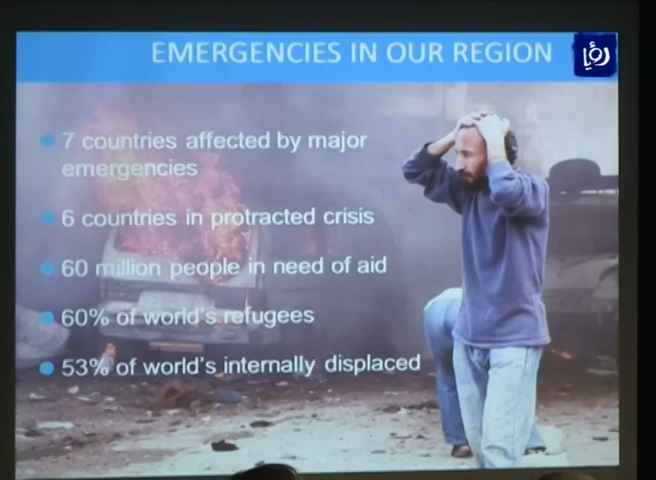 EMERGENCIES IN OUR REGION
رؤيا
7 countries affected by major
emergencies
6 countries in protracted crisis
60 million people in need of aid
60% of world's refugees
53% of world's internally displaced